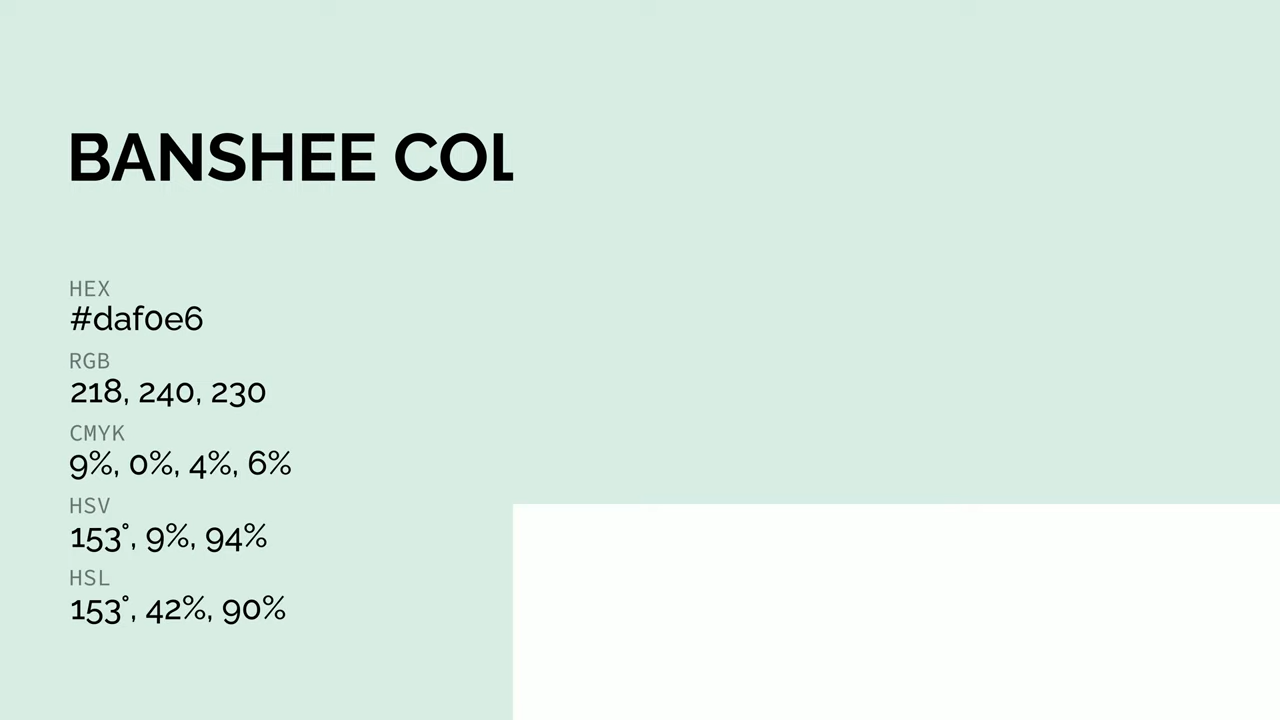 BANSHEE COL
HEX
#daf0e6
RGB
218, 240, 230
CMYK
9%, 0%, 4%, 6%
HSV
153°, 9%, 94%
HSL
153°, 42%, 90%